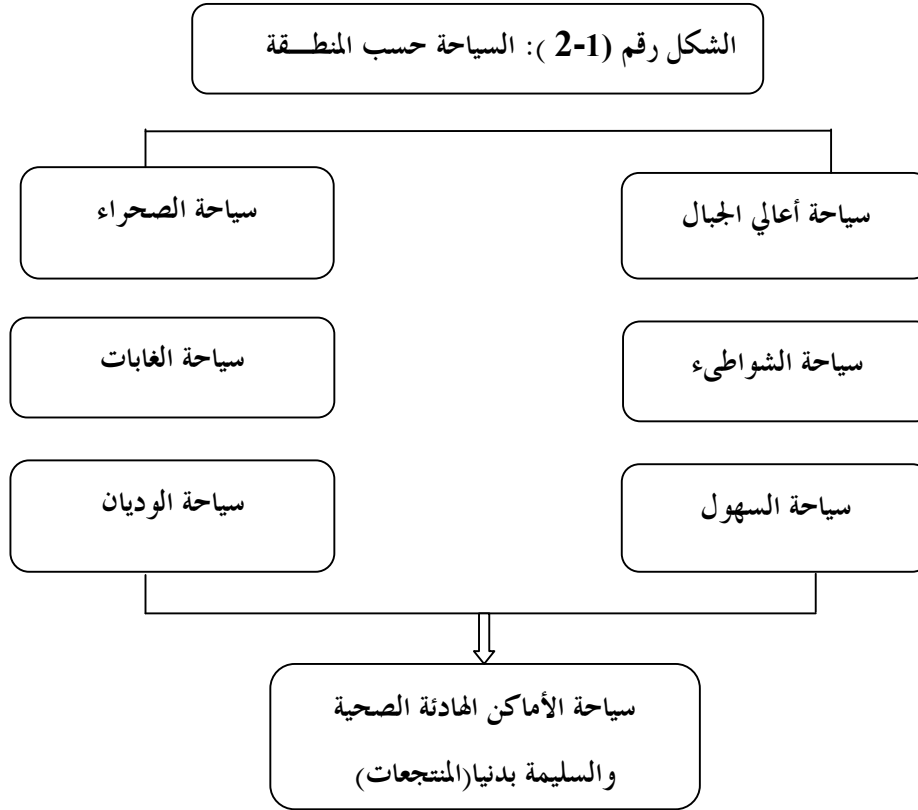 الشكل رقم (1-2 ): السياحة حسب المنطـــقة
سياحة أعالي الجبال
سياحة الصحراء
سياحة الشواطىء
سياحة الغابات
سياحة السهول
سياحة الوديان
سياحة الأماكن الهادئة الصحية
والسليمة بدنيا(المنتجعات)